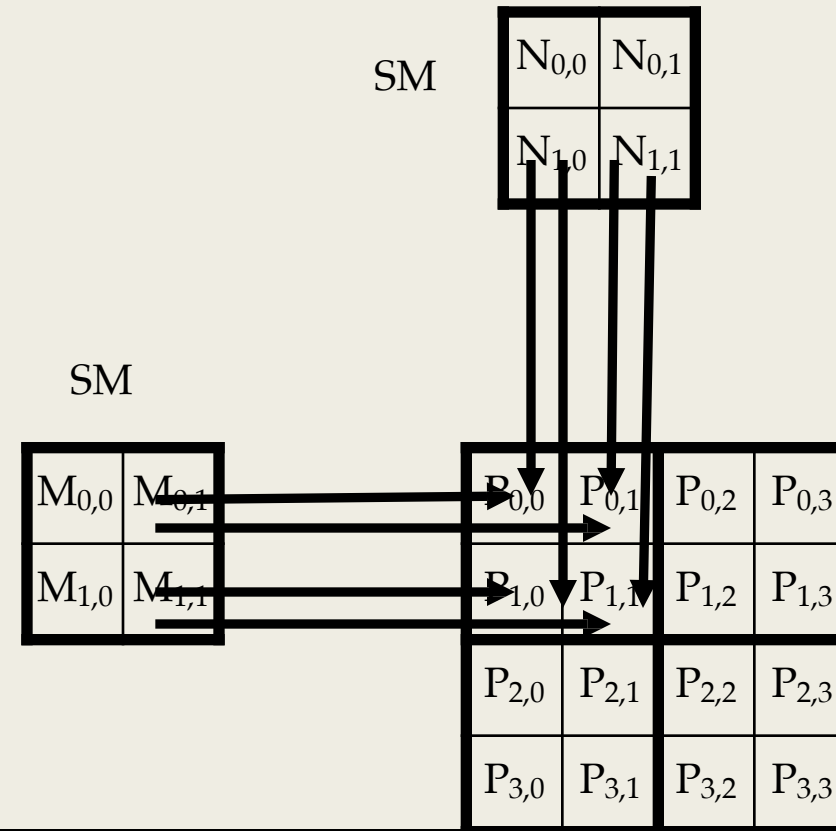 SM
N0,0 N0,1
N1,0 N1,1
SM
M0,0 M0,1 P0,0 P0,1 P0,2 P0,3
M1,0 M1,1 P1,0 P1,1 P1,2 P1,3
P2,0 P2,1 P2,2 P2,3
P3,0 P3,1 P3,2 P3,3